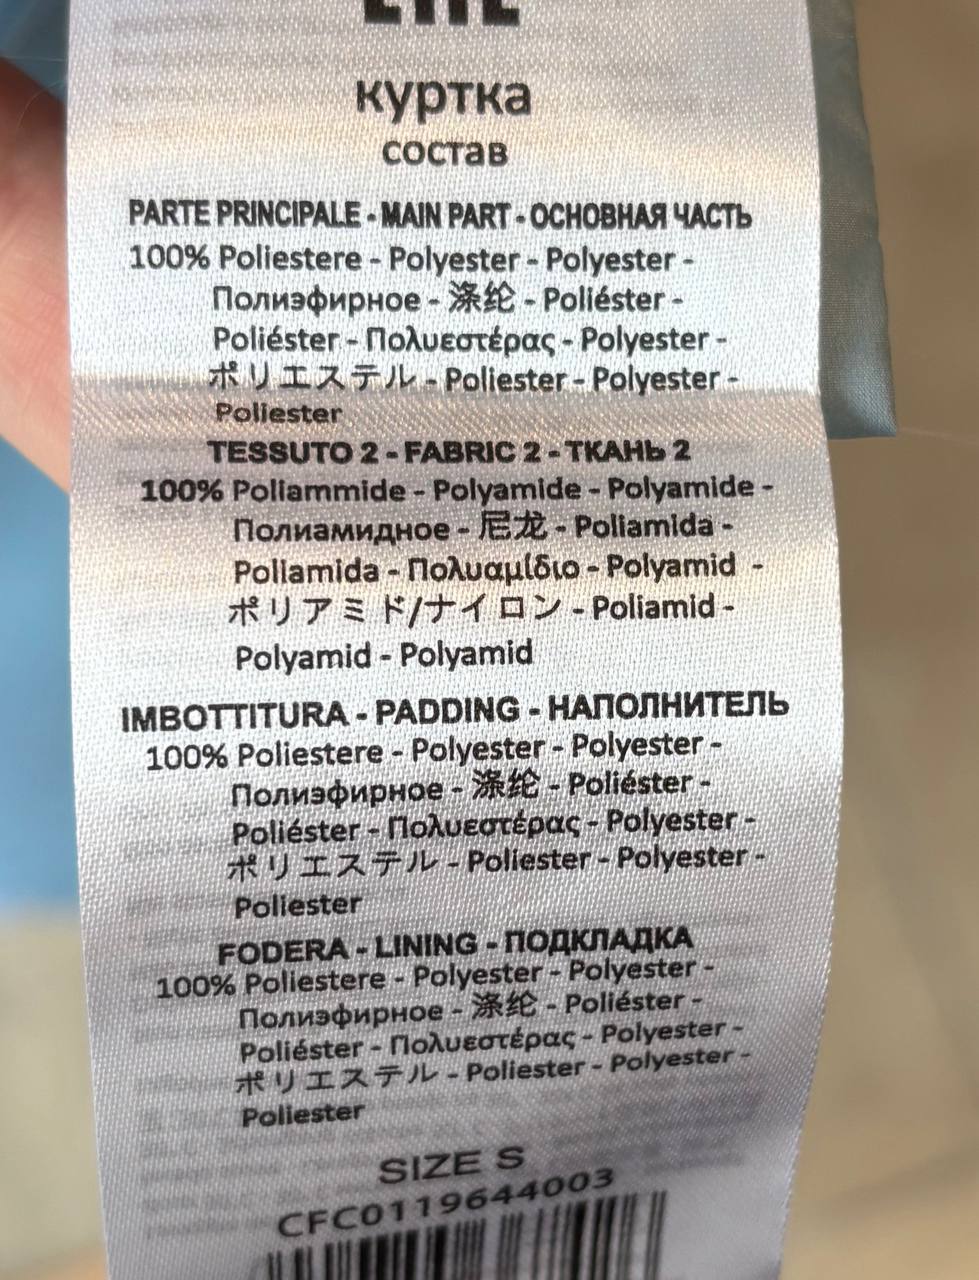 куртка
состав
PARTE PRINCIPALE - MAIN PART - ОСНОВНАЯ ЧАСТЬ
100% Poliestere - Polyester - Polyester -
Полиэфирное - 涤纶 - Poliéster -
Poliéster - Πολυεστέρας - Polyester -
ポリエステル - Poliester - Polyester -
Poliester
TESSUTO 2 - FABRIC 2 - ТКАНЬ 2
100% Poliammide - Polyamide - Polyamide -
Полиамидное - 尼龙 - Poliamida -
Poliamida - Πολυαμίδιο - Polyamid -
ポリアミド/ナイロン - Poliamid -
Polyamid - Polyamid
IMBOTTITURA - PADDING - НАПОЛНИТЕЛЬ
100% Poliestere - Polyester - Polyester -
Полиэфирное - 涤纶 - Poliéster -
Poliéster - Πολυεστέρας - Polyester -
ポリエステル - Poliester - Polyester -
Poliester
FODERA - LINING - ПОДКЛАДКА
100% Poliestere - Polyester - Polyester -
Полиэфирное - 涤纶 - Poliéster -
Poliéster - Πολυεστέρας - Polyester -
ポリエステル - Poliester - Polyester -
Poliester
SIZE S
CFC0119644003